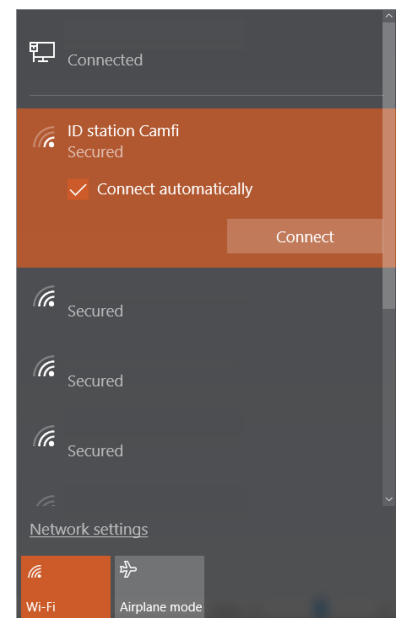 Connected
ID station Camfi
Secured
Connect automatically
Connect
Secured
Secured
Secured
Network settings
Wi-Fi
Airplane mode